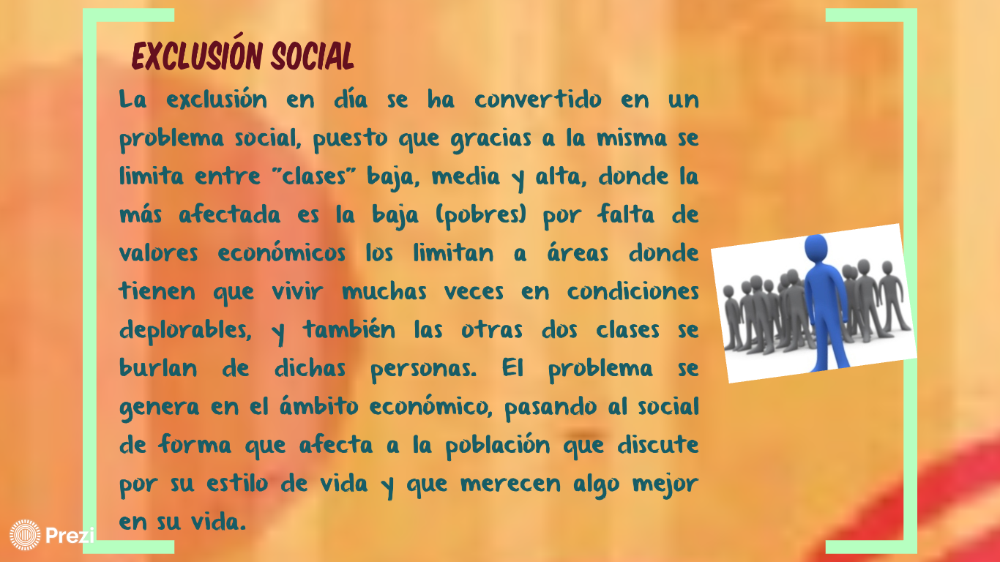 EXCLUSIÓN SOCIAL
La exclusión en día se ha convertido en un
problema social, puesto que gracias a la misma se
limita entre "clases" baja, media y alta, donde la
más afectada es la baja (pobres) por falta de
valores económicos los limitan a áreas donde
tienen que vivir muchas veces en condiciones
deplorables, y también las otras dos clases se
burlan de dichas personas. El problema se
genera en el ámbito económico, pasando al social
de forma que afecta a la población que discute
por su estilo de vida y que merecen algo mejor
en su vida.
Prezi